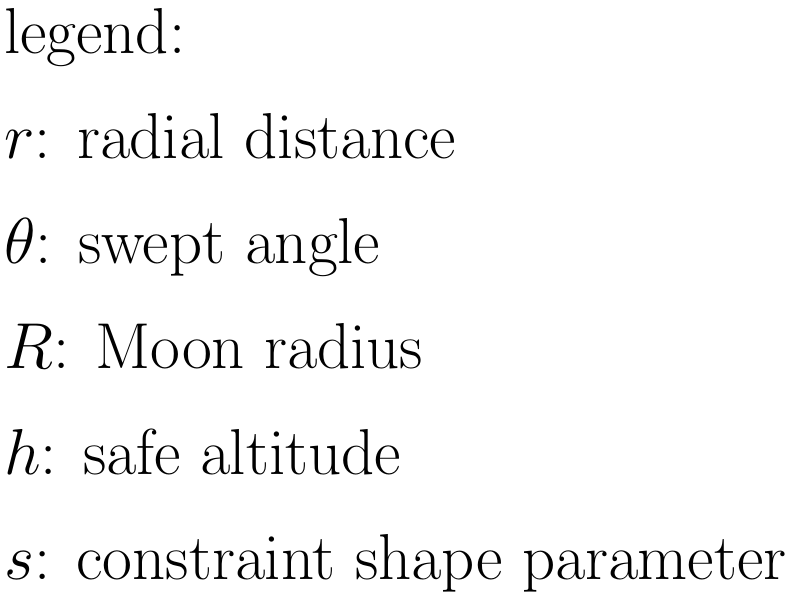 legend:
r: radial distance
θ: swept angle
R: Moon radius
h: safe altitude
s: constraint shape parameter